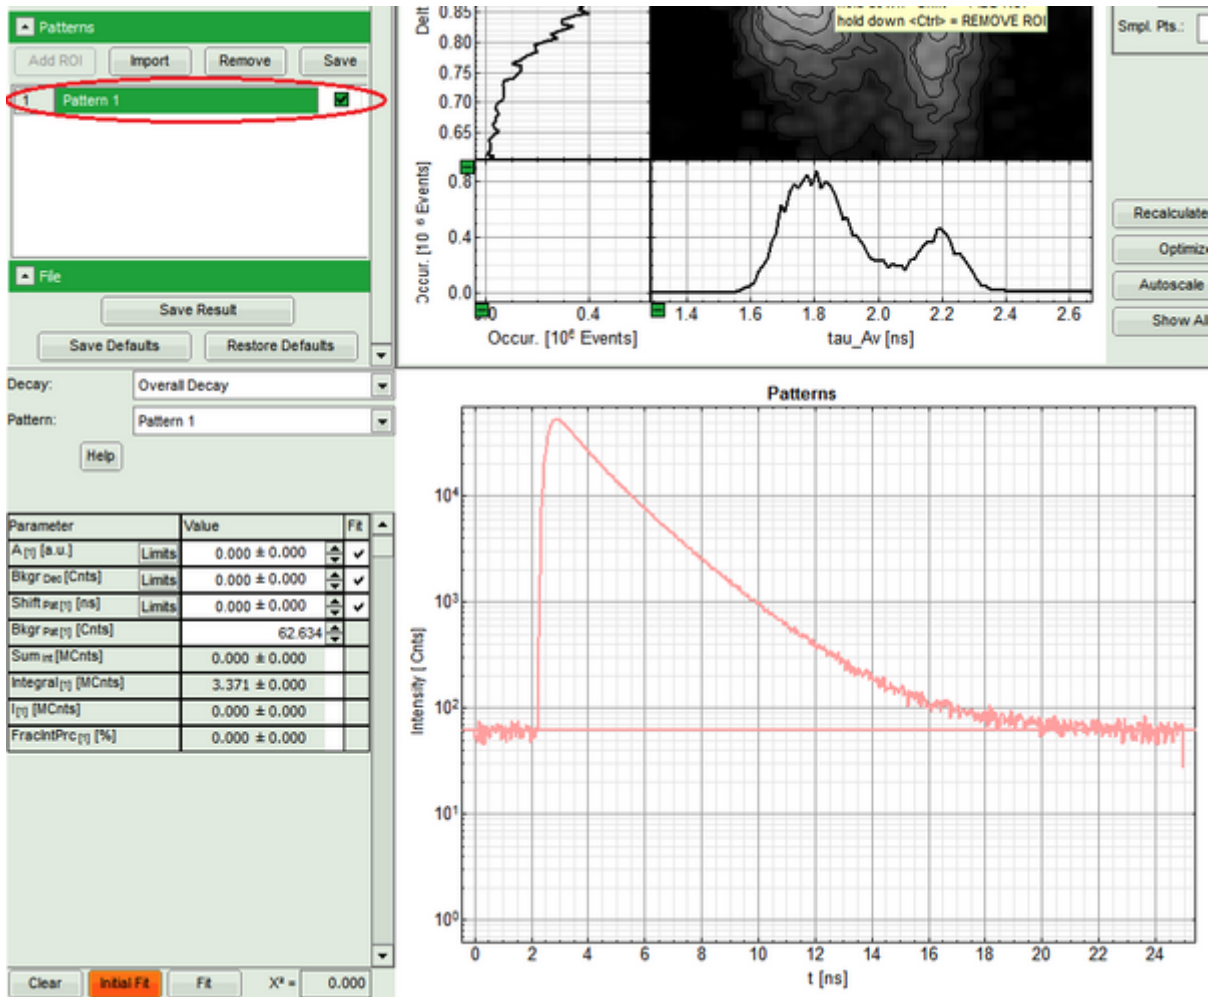 Patterns
Add ROI Import Remove Save
1 Pattern 1
File
Save Result
Save Defaults Restore Defaults
Decay: Overall Decay
Pattern: Pattern 1
Help
Parameter Value Fit
A [1] [a.u.] Limits 0.000 ± 0.000
Bkgr Dec [Cnts] Limits 0.000 ± 0.000
Shift Pat [1] [ns] Limits 0.000 ± 0.000
Bkgr Pat [1] [Cnts] 62.634
Sum Int [MCnts] 0.000 ± 0.000
Integral [1] [MCnts] 3.371 ± 0.000
I [1] [MCnts] 0.000 ± 0.000
FracIntPrc [1] [%] 0.000 ± 0.000
Clear Initial Fit Fit X² = 0.000
0.85
0.80
0.75
0.70
0.65
hold down <Ctrl> = REMOVE ROI
Smpl. Pts.:
Occur. [10 6 Events]
0.8
0.4
0.0
0.4
Occur. [10 6 Events]
1.4 1.6 1.8 2.0 2.2 2.4 2.6
tau_Av [ns]
Recalculate
Optimize
Autoscale
Show All
Patterns
Intensity [ Cnts]
10⁴
10³
10²
10¹
10⁰
0 2 4 6 8 10 12 14 16 18 20 22 24
t [ns]